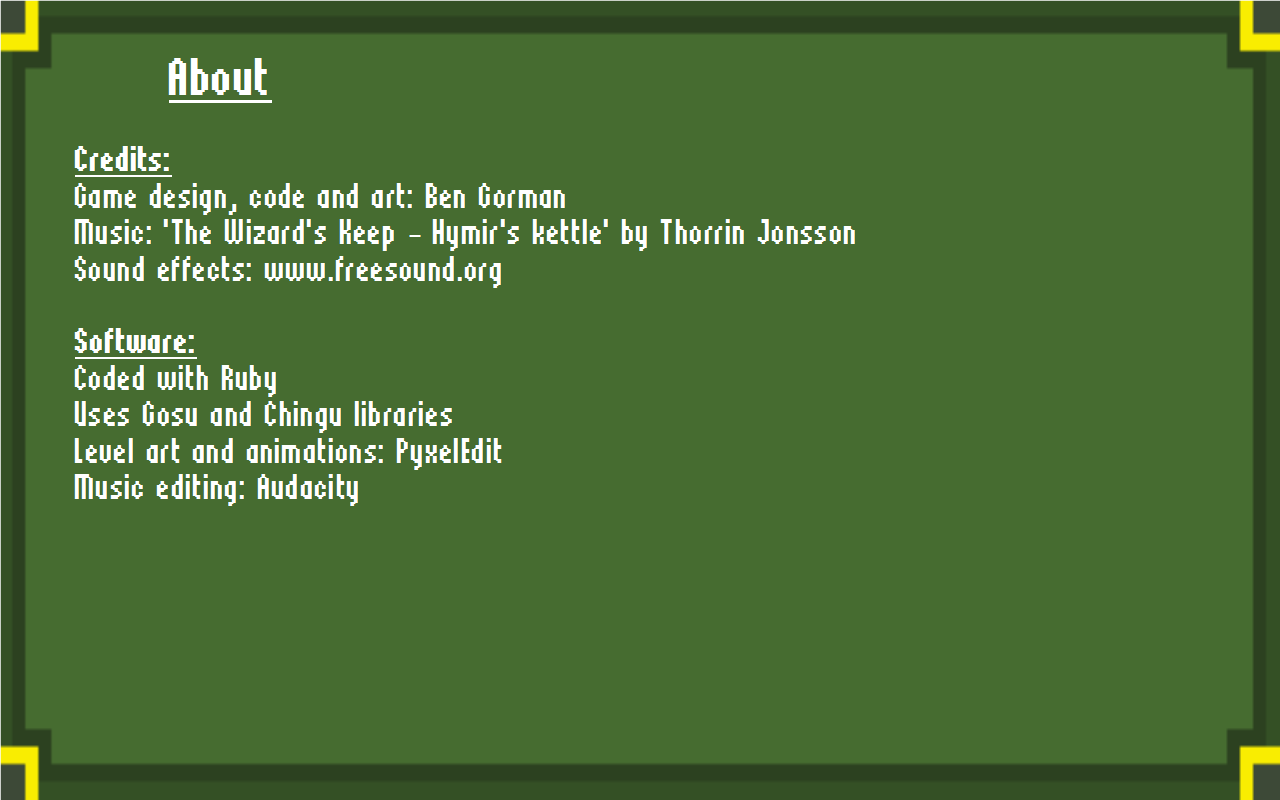 About
Credits:
Game design, code and art: Ben Gorman
Music: 'The Wizard's Keep - Hymir's kettle' by Thorrin Jonsson
Sound effects: www.freesound.org
Software:
Coded with Ruby
Uses Gosu and Chingu libraries
Level art and animations: PyxelEdit
Music editing: Audacity